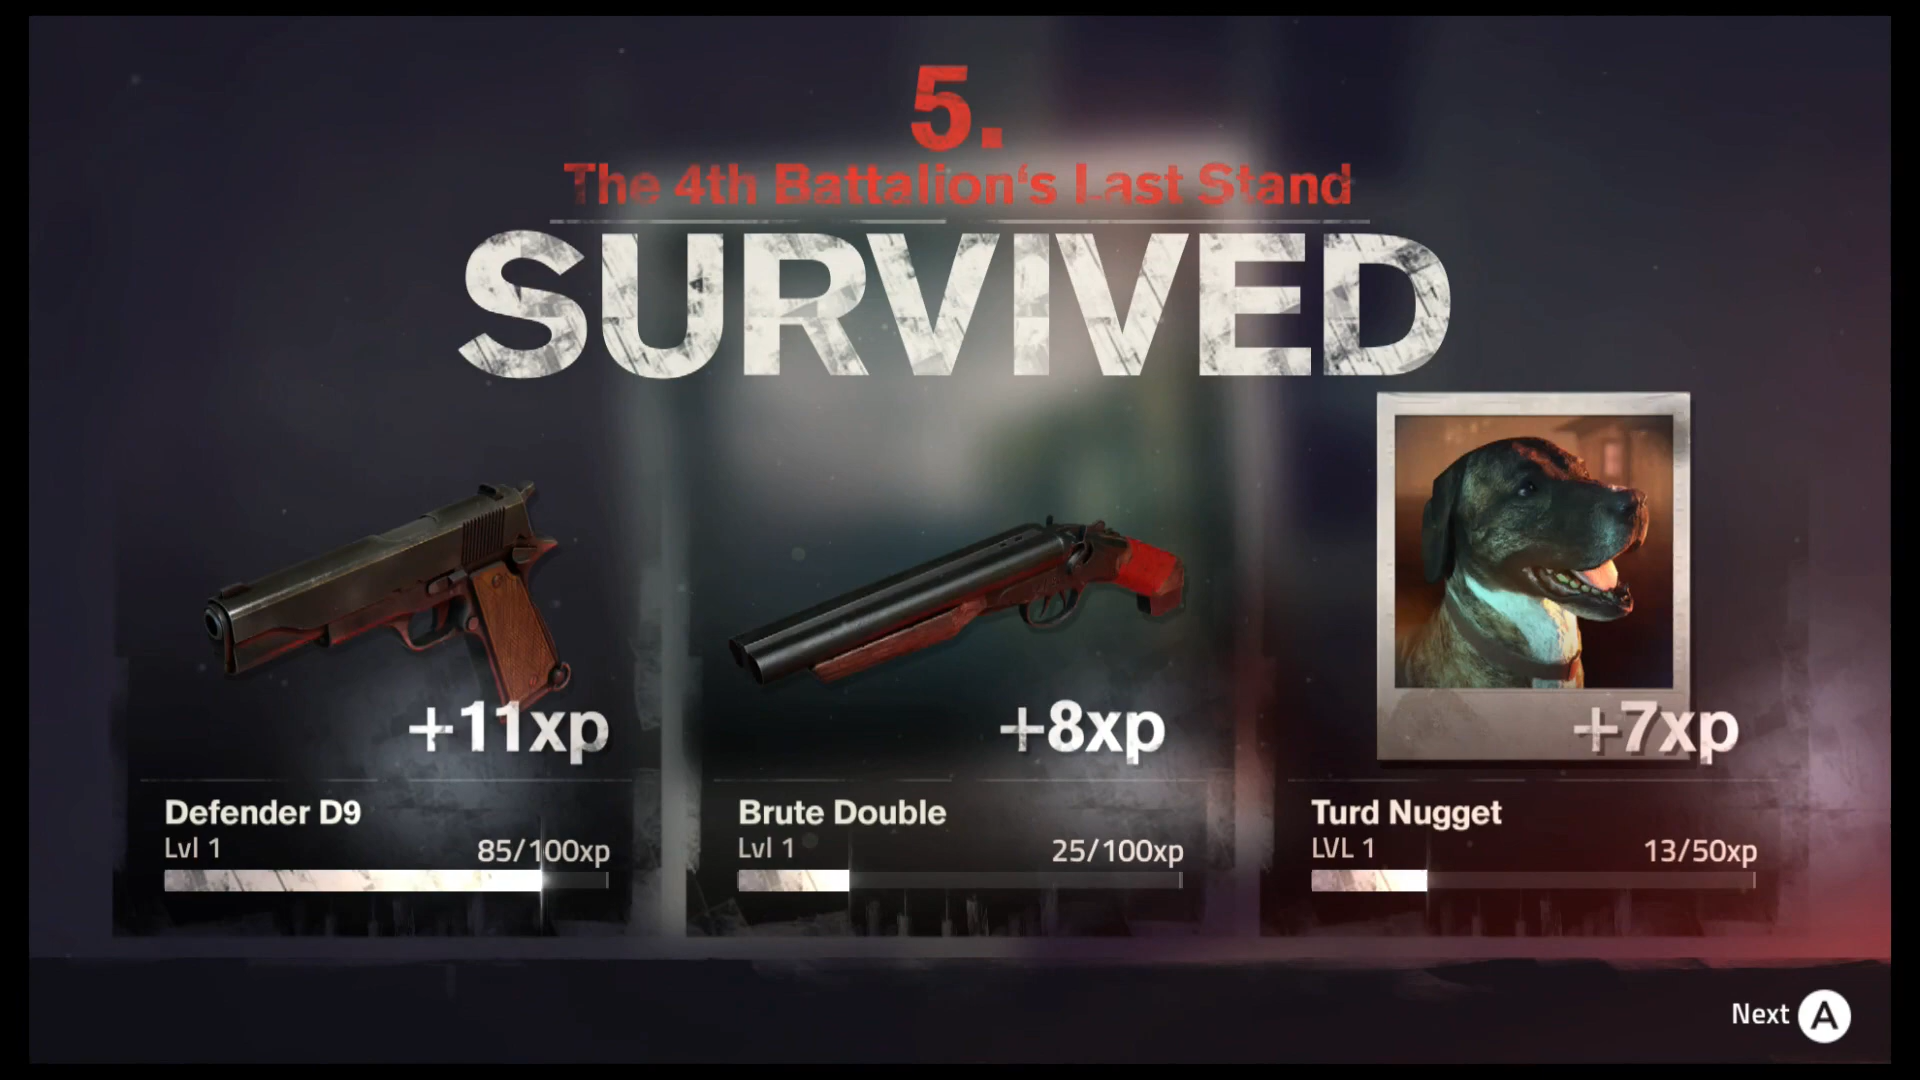 5.
The 4th Battalion‘s Last Stand
SURVIVED
+11xp
Defender D9
Lvl 1
85/100xp
+8xp
Brute Double
Lvl 1
25/100xp
+7xp
Turd Nugget
LVL 1
13/50xp
Next A